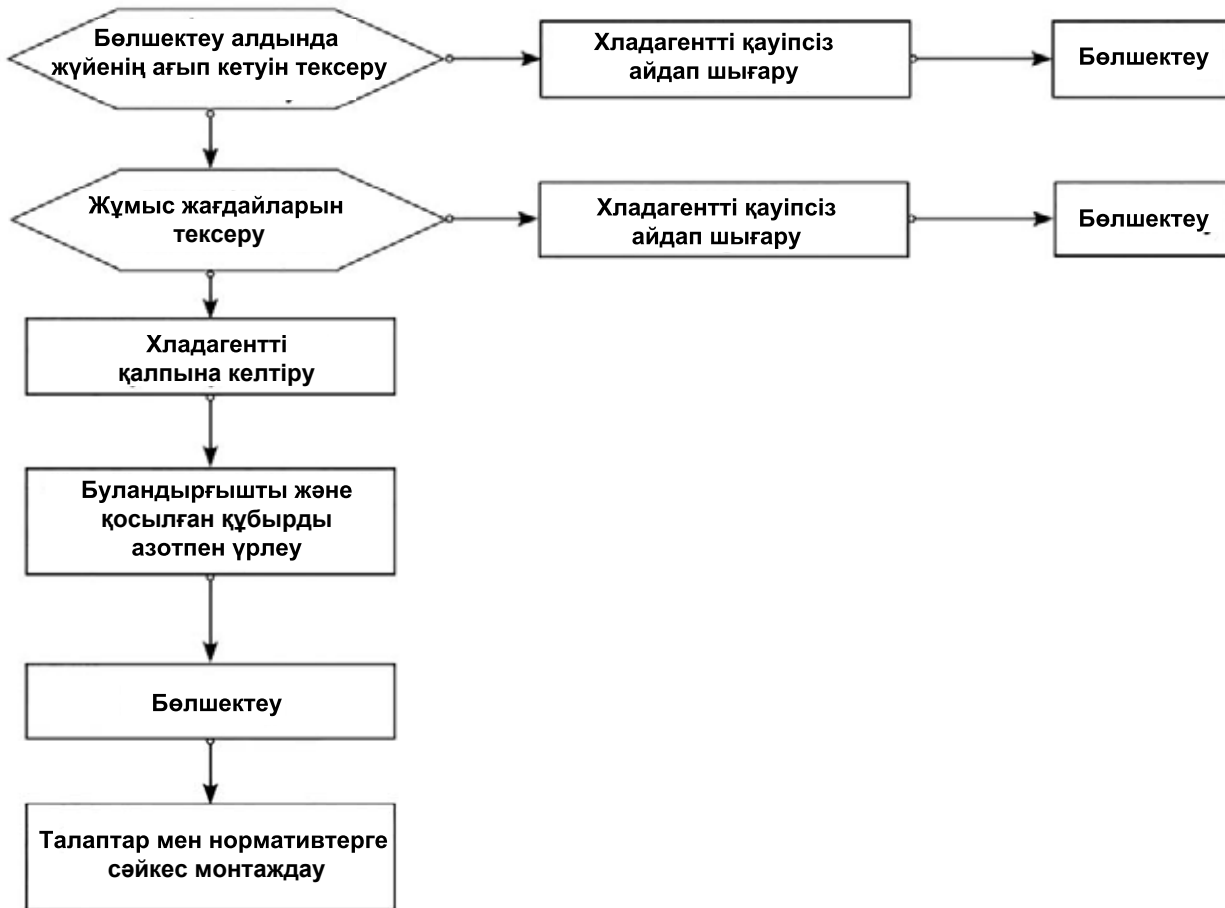 Бөлшектеу алдында
жүйенің ағып кетуін тексеру
Хладагентті қауіпсіз
айдап шығару
Бөлшектеу
Жұмыс жағдайларын
тексеру
Хладагентті қауіпсіз
айдап шығару
Бөлшектеу
Хладагентті
қалпына келтіру
Буландырғышты және
қосылған құбырды
азотпен үрлеу
Бөлшектеу
Талаптар мен нормативтерге
сәйкес монтаждау